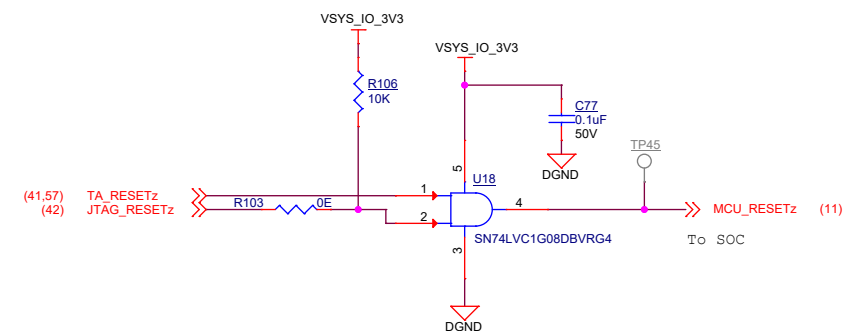 VSYS_IO_3V3
VSYS_IO_3V3
R106
10K
C77
0.1uF
50V
DGND
TP45
5
U18
(41,57) TA_RESETz
1
4
(42) JTAG_RESETz
R103 0E
2
MCU_RESETz (11)
SN74LVC1G08DBVRG4
To SOC
3
DGND